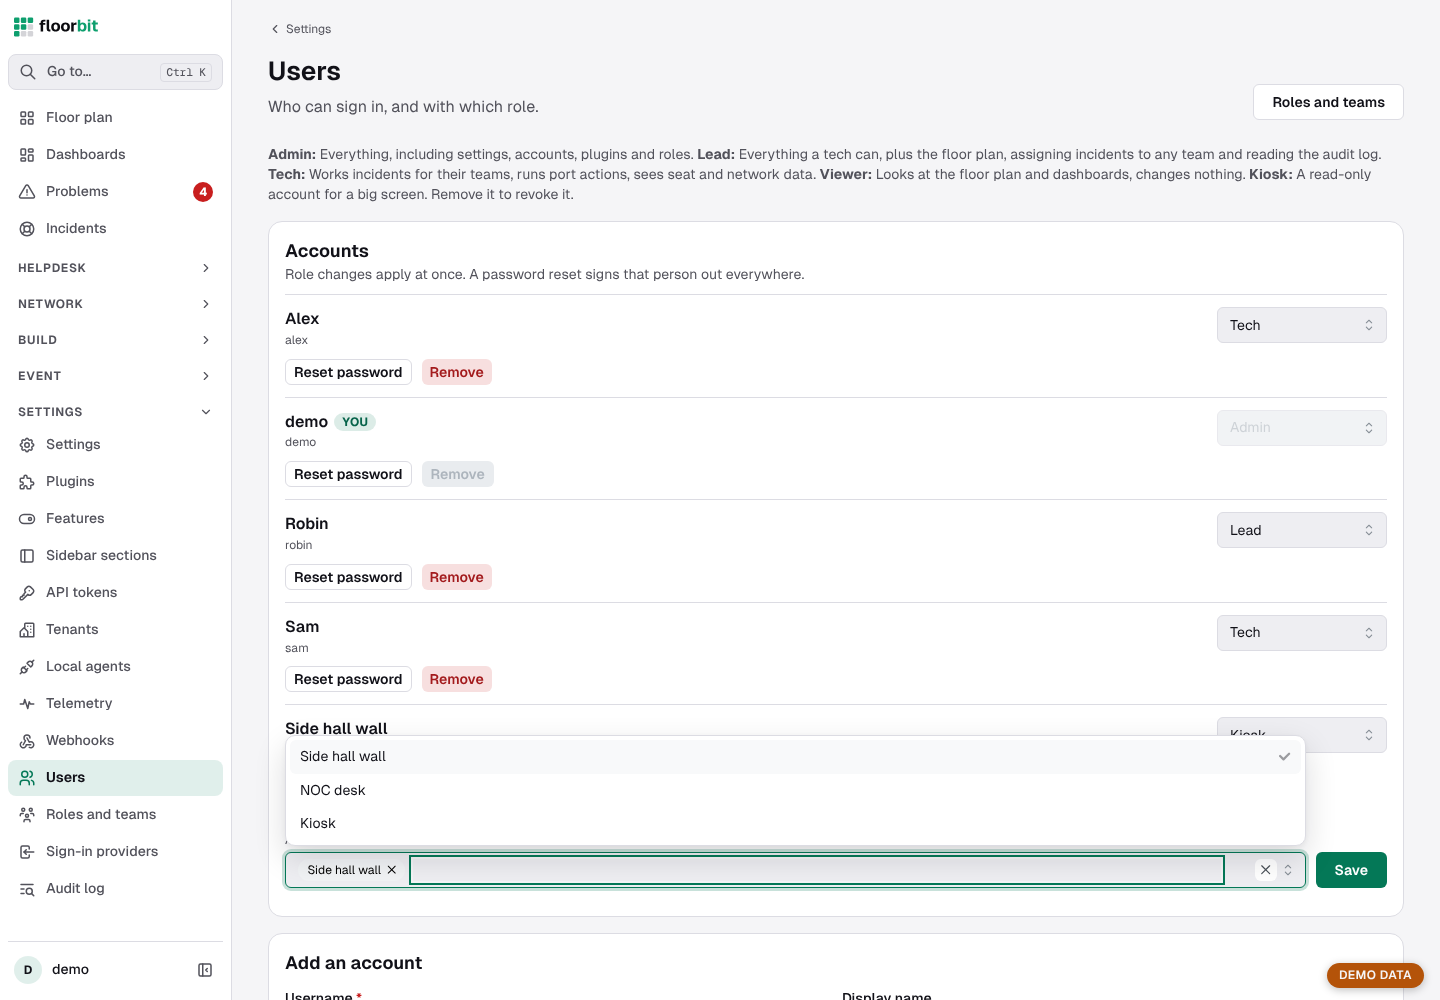 floorbit
Go to...
Ctrl K
Floor plan
Dashboards
Problems
4
Incidents
HELPDESK
NETWORK
BUILD
EVENT
SETTINGS
Settings
Plugins
Features
Sidebar sections
API tokens
Tenants
Local agents
Telemetry
Webhooks
Users
Roles and teams
Sign-in providers
Audit log
D
demo
Settings
Users
Who can sign in, and with which role.
Roles and teams
Admin: Everything, including settings, accounts, plugins and roles. Lead: Everything a tech can, plus the floor plan, assigning incidents to any team and reading the audit log.
Tech: Works incidents for their teams, runs port actions, sees seat and network data. Viewer: Looks at the floor plan and dashboards, changes nothing. Kiosk: A read-only
account for a big screen. Remove it to revoke it.
Accounts
Role changes apply at once. A password reset signs that person out everywhere.
Alex
alex
Tech
Reset password
Remove
demo
YOU
demo
Admin
Reset password
Remove
Robin
robin
Lead
Reset password
Remove
Sam
sam
Tech
Reset password
Remove
Side hall wall
Kiosk
Side hall wall
NOC desk
Kiosk
Side hall wall
Save
Add an account
Username *
Display name
DEMO DATA